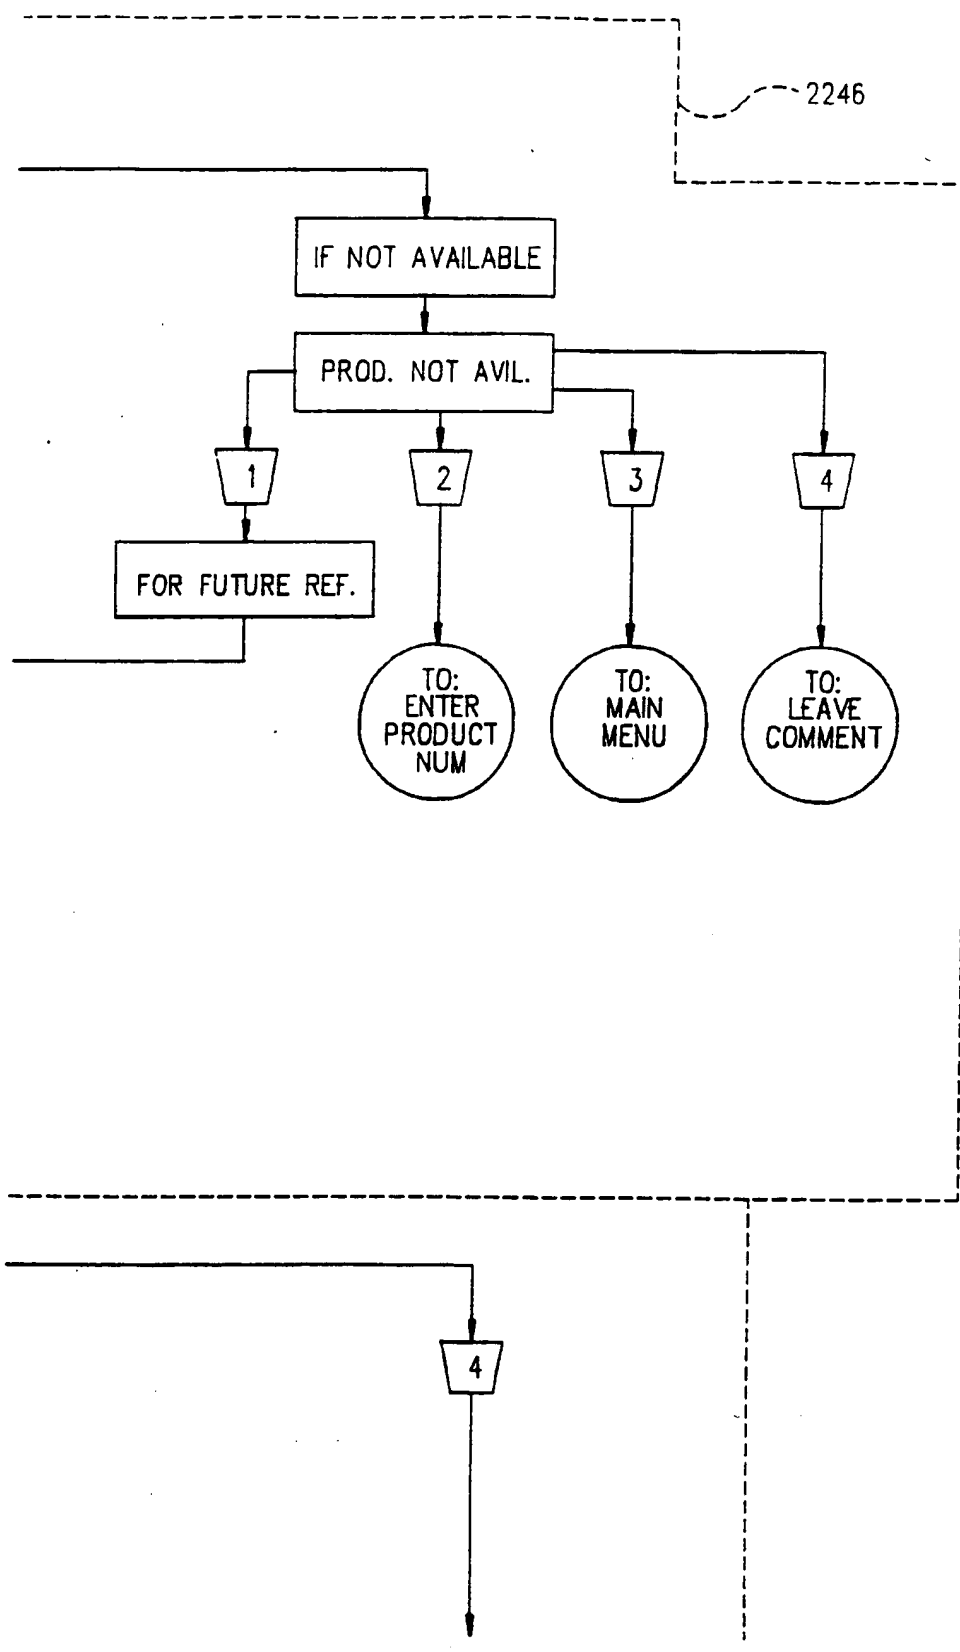 2246
IF NOT AVAILABLE
PROD. NOT AVIL.
1
2
3
4
FOR FUTURE REF.
TO:
ENTER
PRODUCT
NUM
TO:
MAIN
MENU
TO:
LEAVE
COMMENT
4